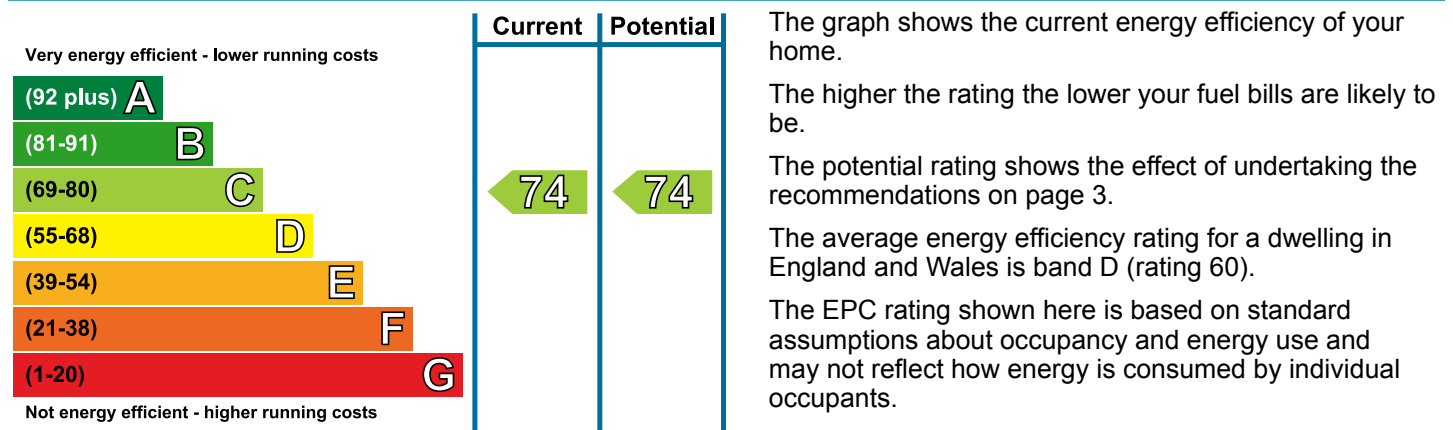 Current Potential
Very energy efficient - lower running costs
(92 plus) A
(81-91) B
(69-80) C
(55-68) D
(39-54) E
(21-38) F
(1-20) G
Not energy efficient - higher running costs
74 74
The graph shows the current energy efficiency of your
home.
The higher the rating the lower your fuel bills are likely to
be.
The potential rating shows the effect of undertaking the
recommendations on page 3.
The average energy efficiency rating for a dwelling in
England and Wales is band D (rating 60).
The EPC rating shown here is based on standard
assumptions about occupancy and energy use and
may not reflect how energy is consumed by individual
occupants.